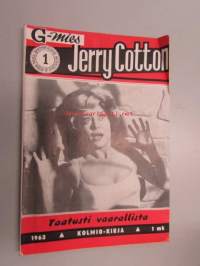 G-mies
1
Jerry Cotton
Taatusti vaarallista
1963 ▲ KOLMIO-KIRJA ▲ 1 mk